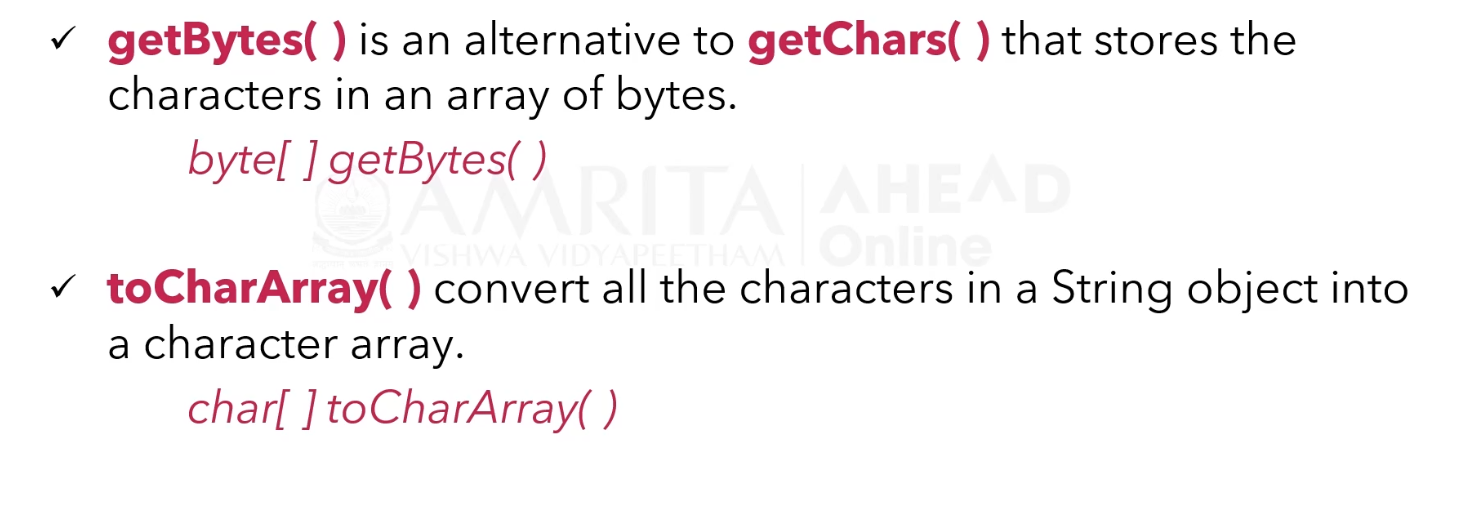 ✓ getBytes( ) is an alternative to getChars( ) that stores the
characters in an array of bytes.
byte[ ] getBytes( )
AMRITA AHEAD
VISHWA VIDYAPEETHAM Online
✓ toCharArray( ) convert all the characters in a String object into
a character array.
char[ ] toCharArray( )